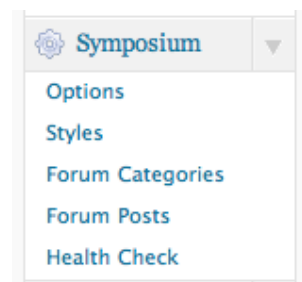 Symposium
Options
Styles
Forum Categories
Forum Posts
Health Check